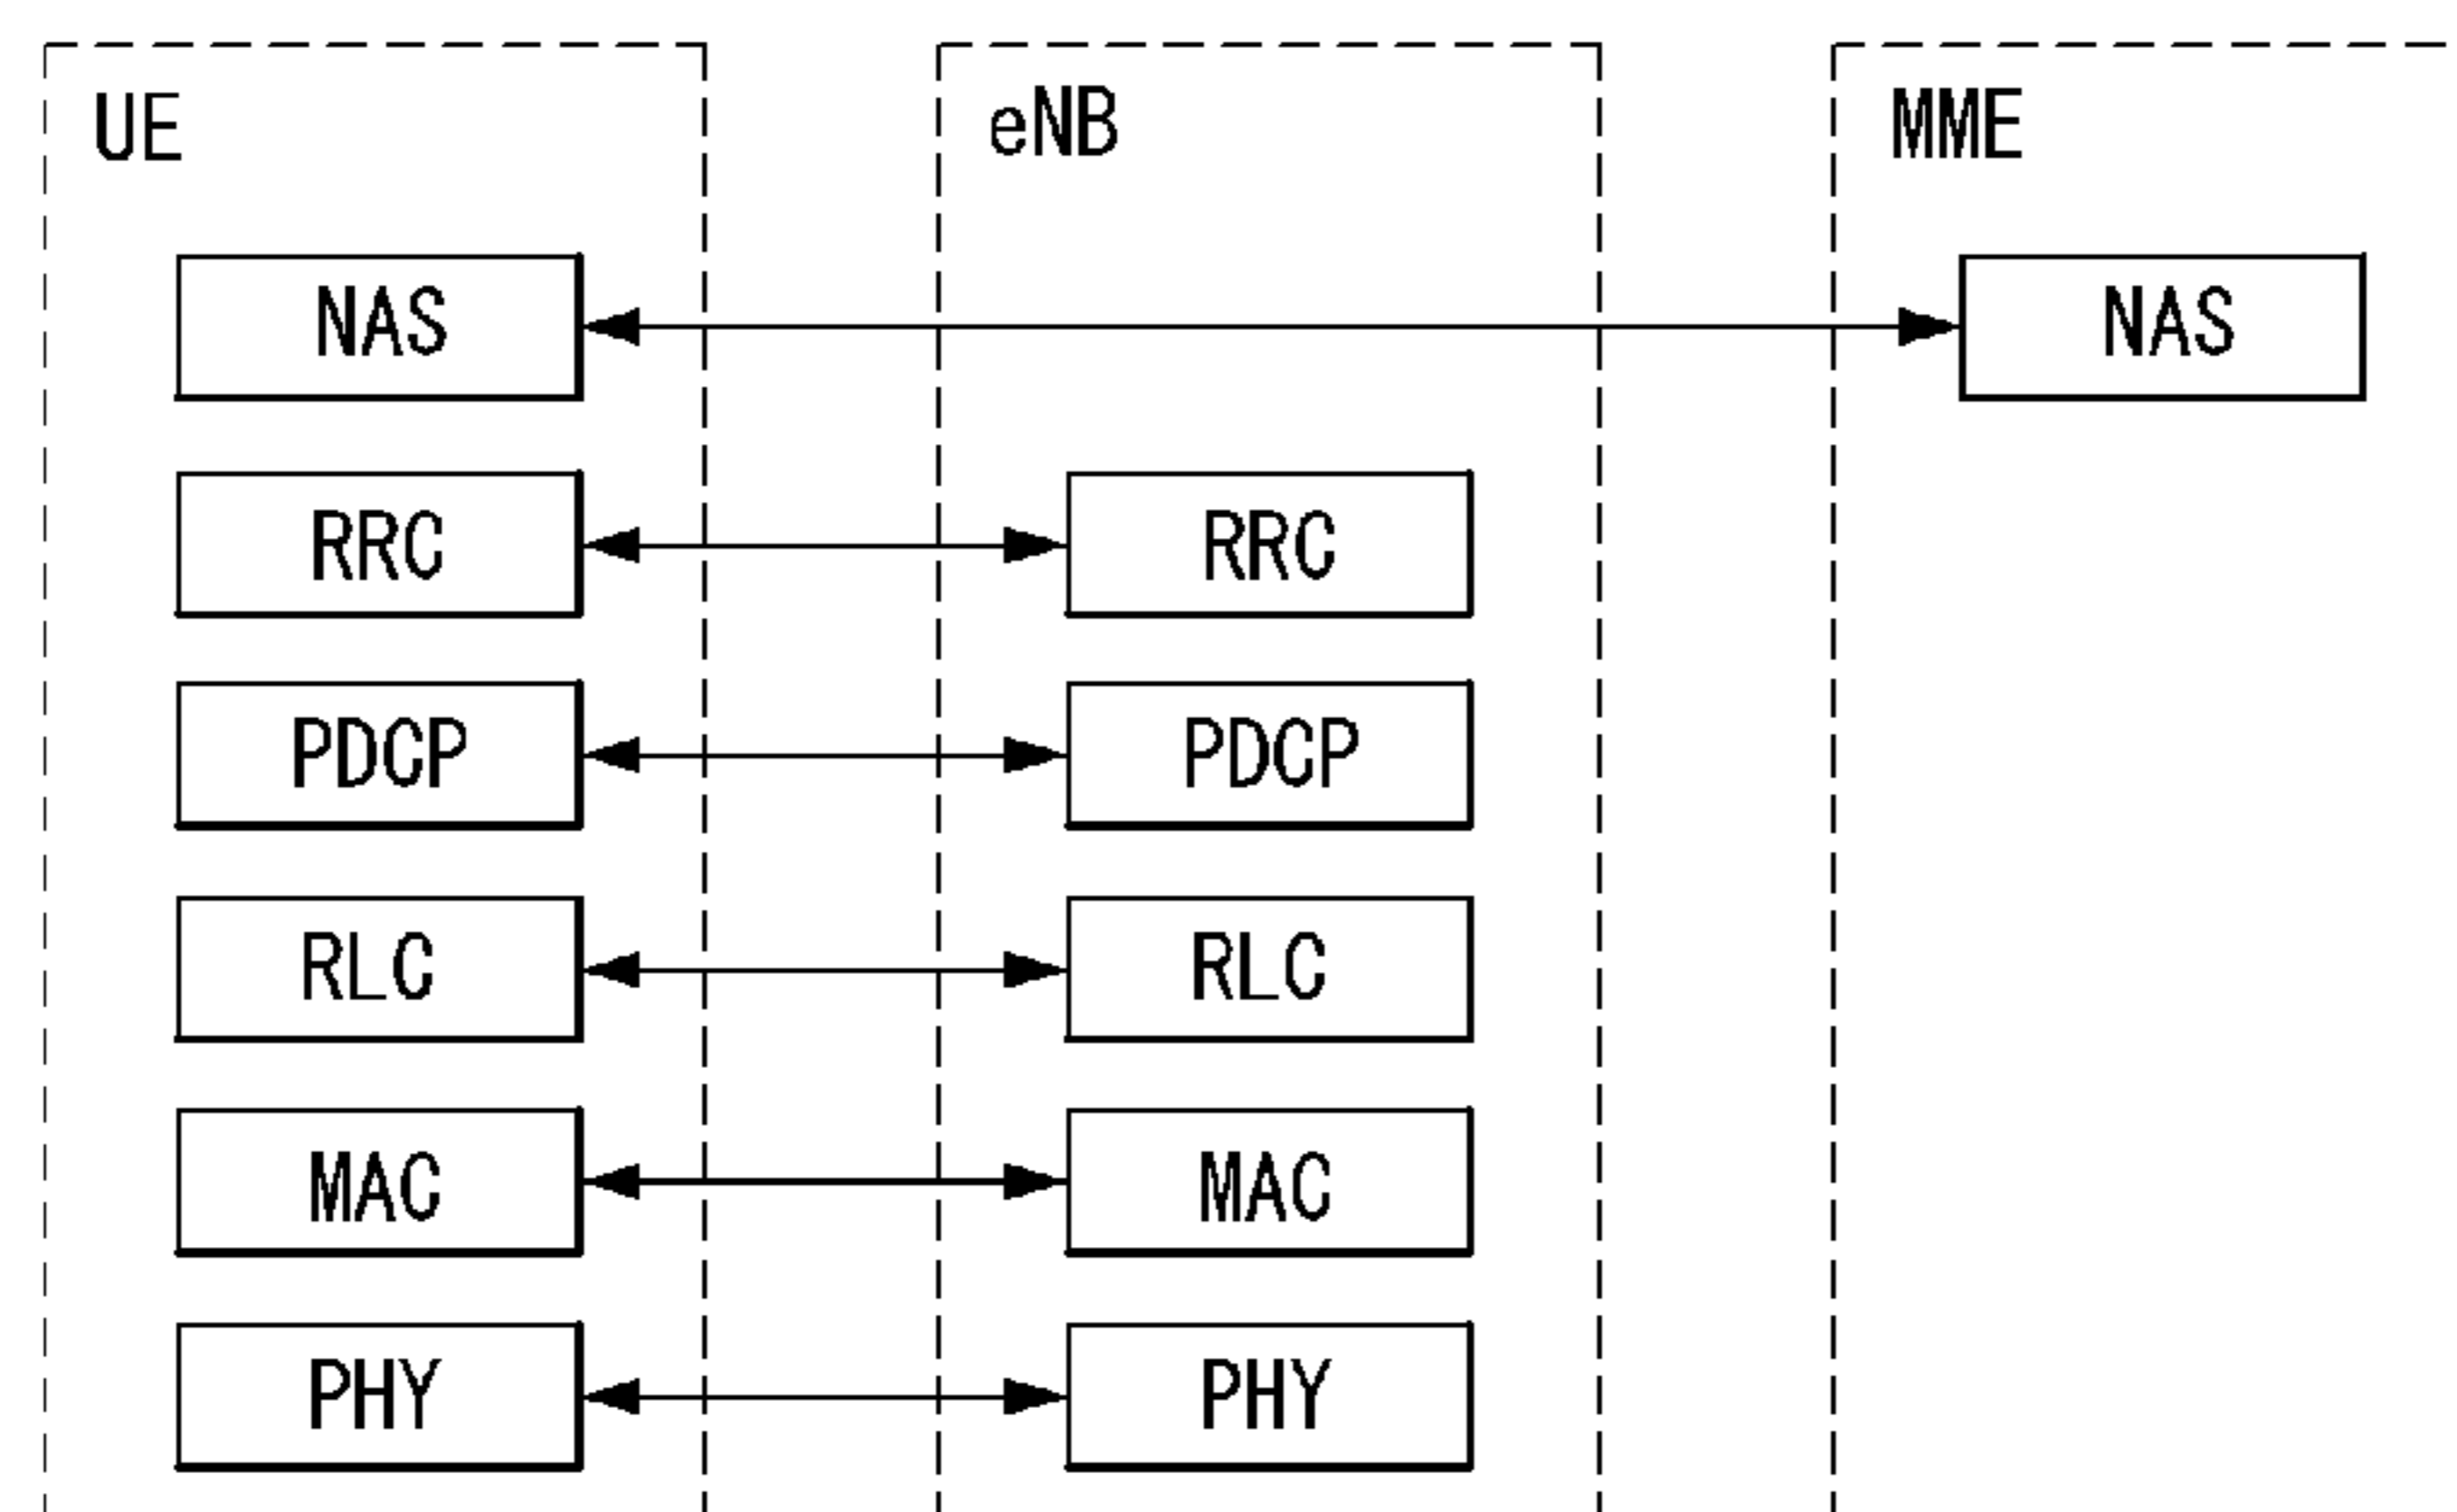 UE eNB MME
NAS NAS
RRC RRC
PDCP PDCP
RLC RLC
MAC MAC
PHY PHY